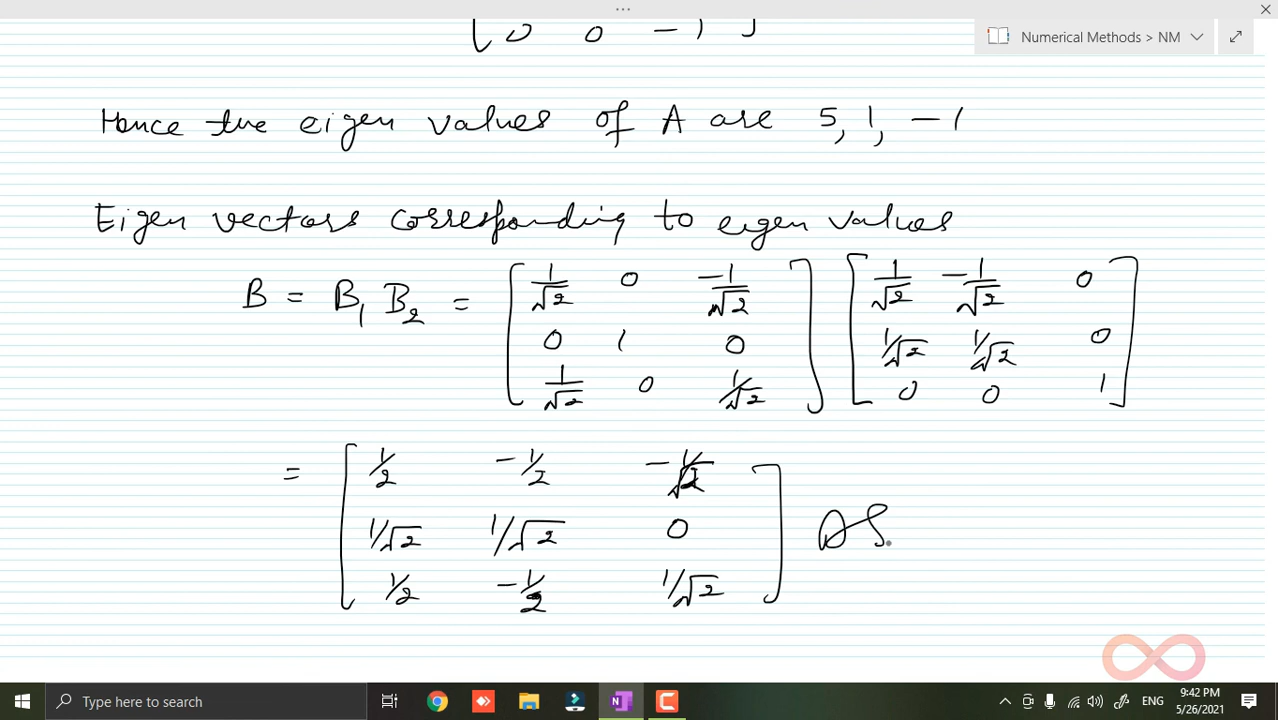 Numerical Methods > NM
[ 0 0 -1 ]
Hence the eigen values of A are 5, 1, -1
Eigen vectors corresponding to eigen values
B = B₁ B₂ = [ 1/√2 0 -1/√2 ] [ 1/√2 -1/√2 0 ]
[ 0 1 0 ] [ 1/√2 1/√2 0 ]
[ 1/√2 0 1/√2 ] [ 0 0 1 ]
= [ 1/2 -1/2 -1/√2 ]
[ 1/√2 1/√2 0 ]
[ 1/2 -1/2 1/√2 ]
Type here to search
ENG
9:42 PM
5/26/2021